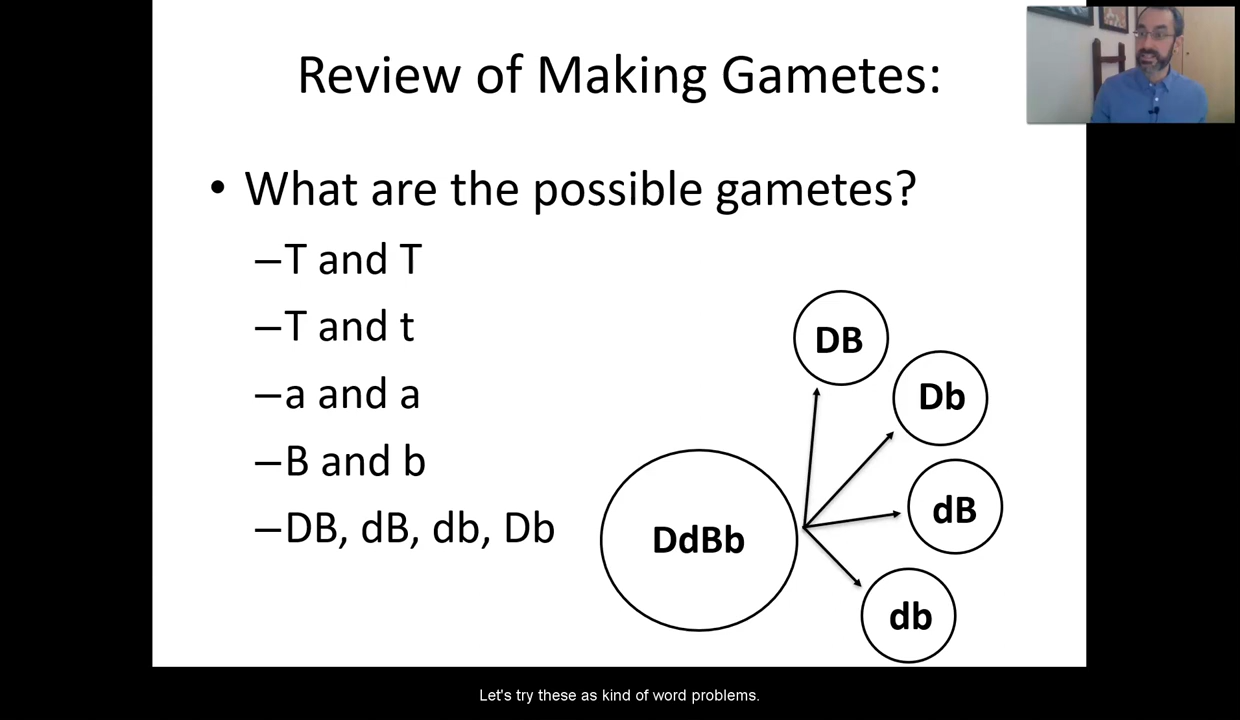 Review of Making Gametes:
• What are the possible gametes?
–T and T
–T and t
–a and a
–B and b
–DB, dB, db, Db
DB
Db
dB
DdBb
db
Let's try these as kind of word problems.